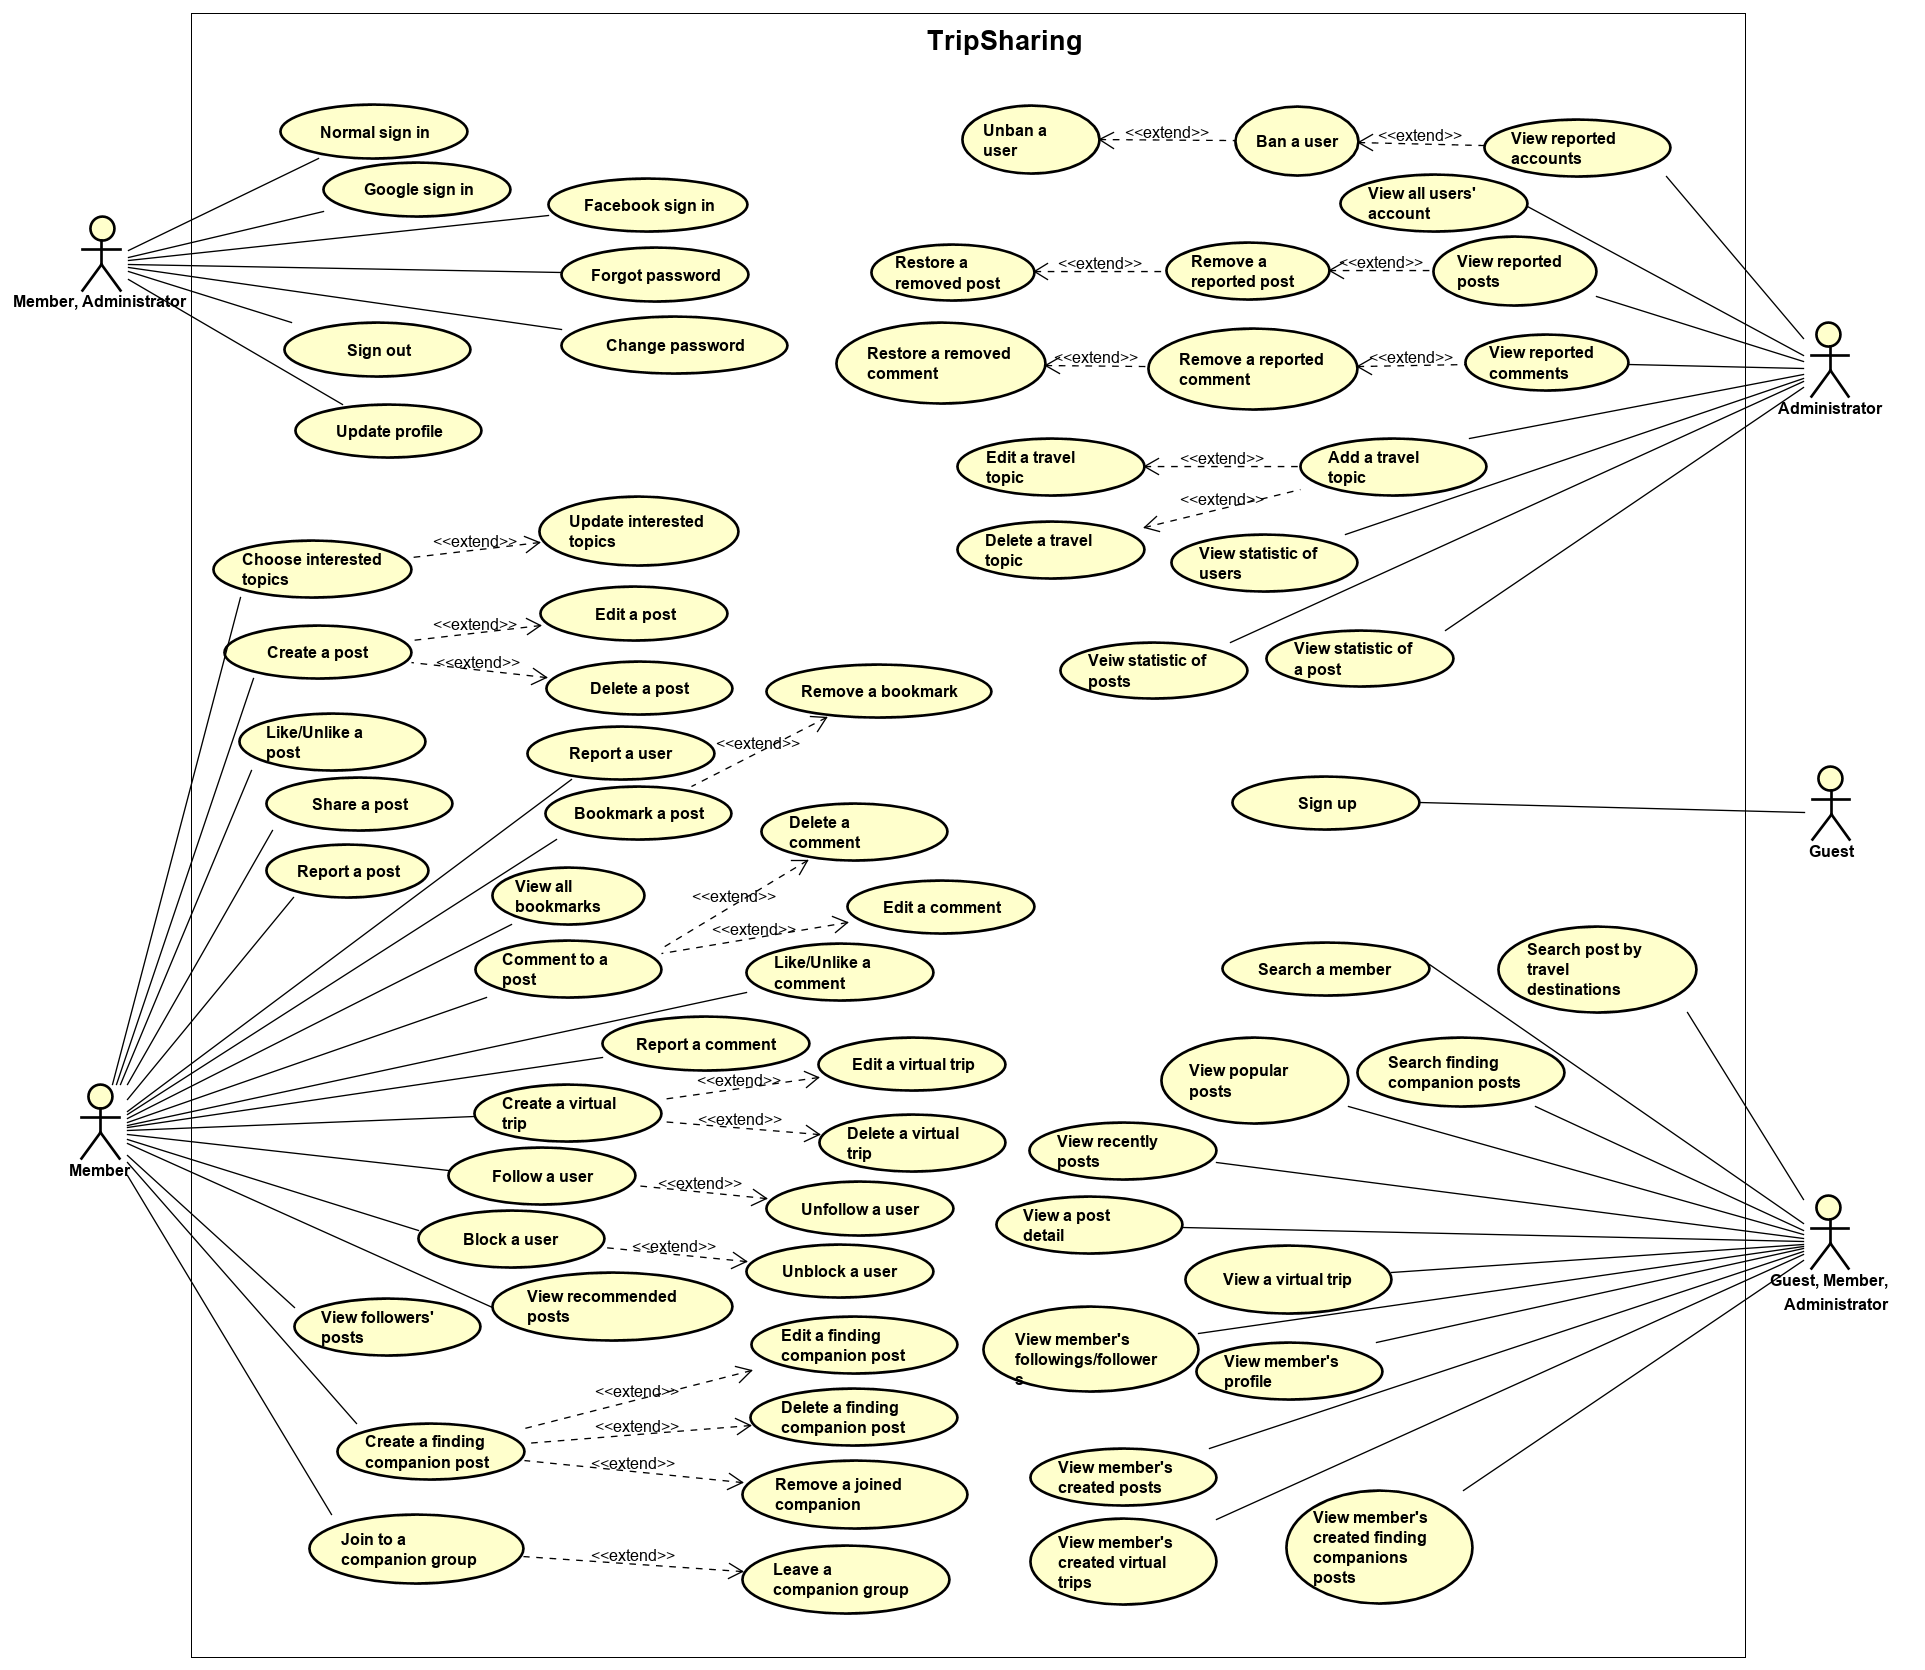 TripSharing
Normal sign in
Google sign in
Facebook sign in
Forgot password
Change password
Sign out
Update profile
Member, Administrator
Unban a
user
<<extend>>
Ban a user
<<extend>>
View reported
accounts
View all users'
account
Restore a
removed post
<<extend>>
Remove a
reported post
<<extend>>
View reported
posts
Restore a removed
comment
<<extend>>
Remove a reported
comment
<<extend>>
View reported
comments
Administrator
Edit a travel
topic
<<extend>>
Add a travel
topic
<<extend>>
Delete a travel
topic
View statistic of
users
Veiw statistic of
posts
View statistic of
a post
Choose interested
topics
<<extend>>
Update interested
topics
Create a post
<<extend>>
Edit a post
<<extend>>
Delete a post
Like/Unlike a
post
Share a post
Report a post
Report a user
Remove a bookmark
<<extend>>
Bookmark a post
View all
bookmarks
Delete a
comment
<<extend>>
Edit a comment
<<extend>>
Comment to a
post
Like/Unlike a
comment
Report a comment
Create a virtual
trip
<<extend>>
Edit a virtual trip
<<extend>>
Delete a virtual
trip
Member
Follow a user
<<extend>>
Unfollow a user
Block a user
<<extend>>
Unblock a user
View recommended
posts
View followers'
posts
Create a finding
companion post
<<extend>>
Edit a finding
companion post
<<extend>>
Delete a finding
companion post
<<extend>>
Remove a joined
companion
Join to a
companion group
<<extend>>
Leave a
companion group
Sign up
Guest
Search a member
Search post by
travel
destinations
View popular
posts
Search finding
companion posts
View recently
posts
View a post
detail
View a virtual trip
Guest, Member,
Administrator
View member's
followings/follower
s
View member's
profile
View member's
created posts
View member's
created virtual
trips
View member's
created finding
companions
posts